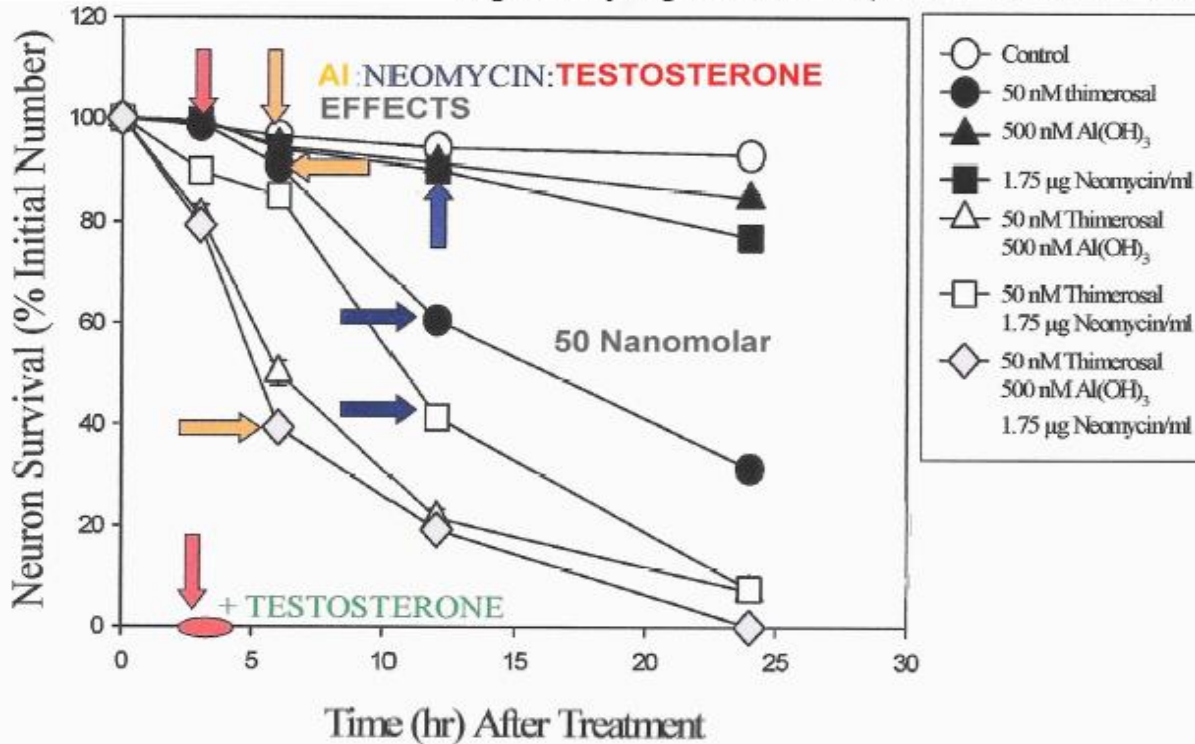 120
100
80
60
40
20
0
0
5
10
15
20
25
30
Neuron Survival (% Initial Number)
Time (hr) After Treatment
Al:NEOMYCIN:TESTOSTERONE
EFFECTS
50 Nanomolar
+ TESTOSTERONE
Control
50 nM thimerosal
500 nM Al(OH)₃
1.75 μg Neomycin/ml
50 nM Thimerosal
500 nM Al(OH)₃
50 nM Thimerosal
1.75 μg Neomycin/ml
50 nM Thimerosal
500 nM Al(OH)₃
1.75 μg Neomycin/ml